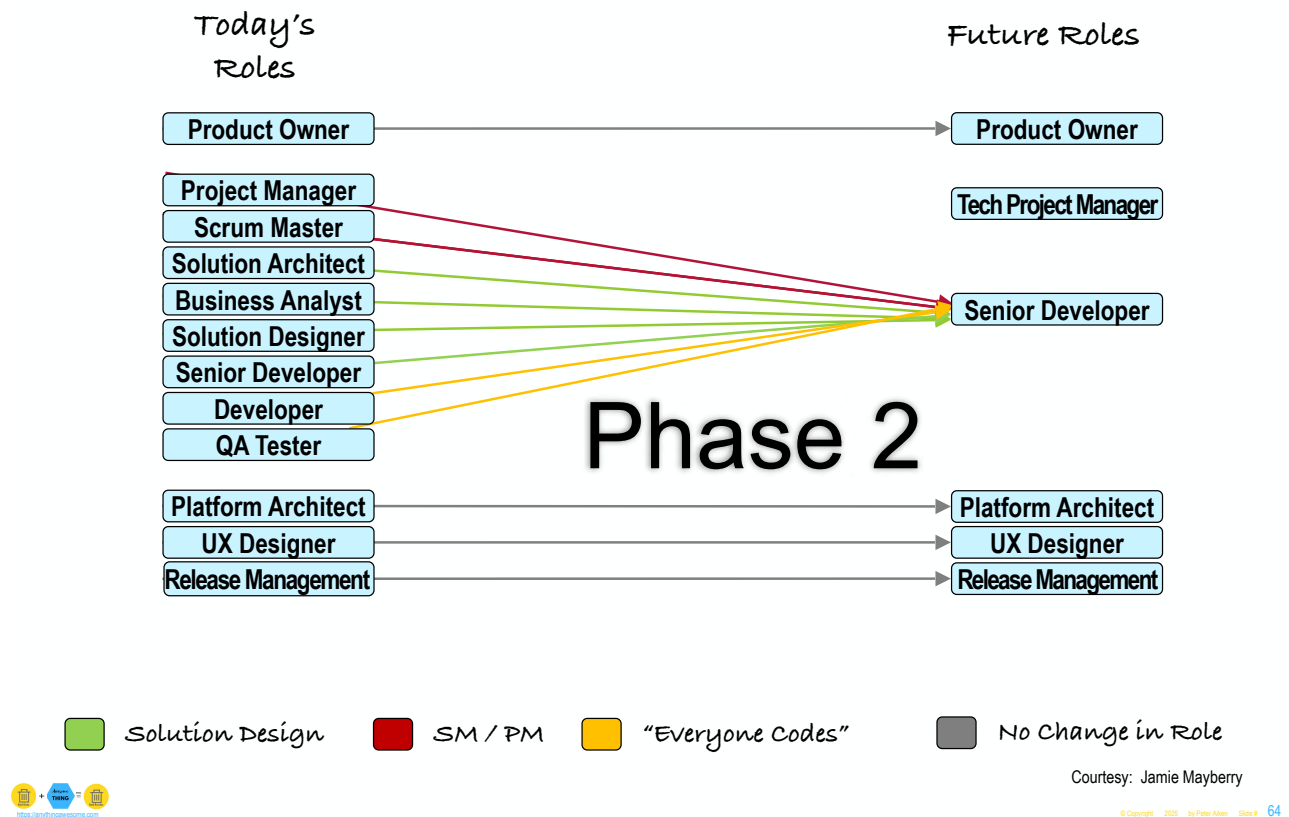 Today's
Roles
Future Roles
Product Owner
Product Owner
Project Manager
Tech Project Manager
Scrum Master
Solution Architect
Business Analyst
Senior Developer
Solution Designer
Senior Developer
Developer
QA Tester
Phase 2
Platform Architect
Platform Architect
UX Designer
UX Designer
Release Management
Release Management
Solution Design
SM / PM
"Everyone Codes"
No Change in Role
Courtesy: Jamie Mayberry
+ THING =
https://anythingawesome.com
© Copyright 2025 by Peter Aiken Slide # 64